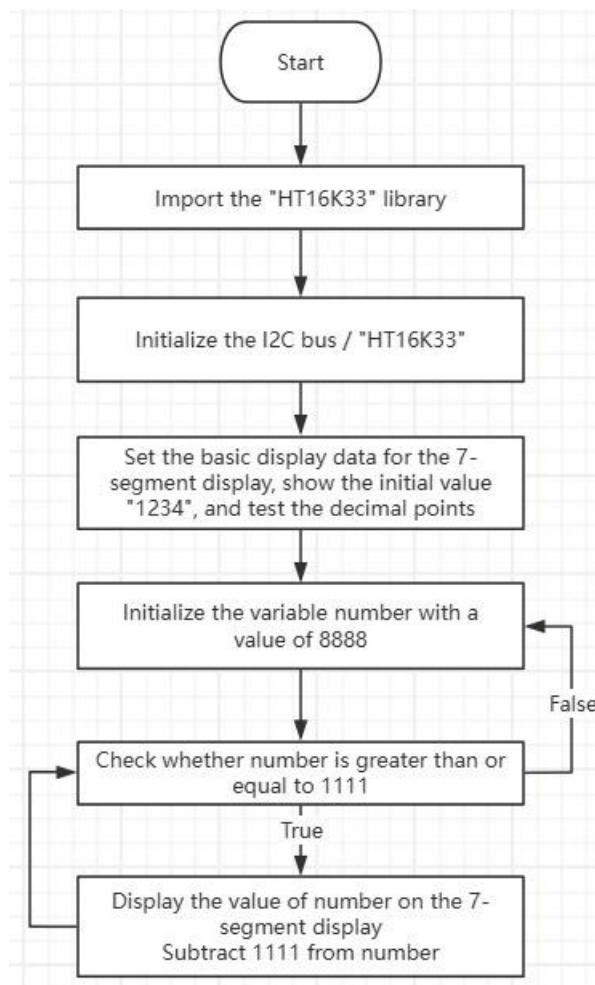 Start
Import the "HT16K33" library
Initialize the I2C bus / "HT16K33"
Set the basic display data for the 7-
segment display, show the initial value
"1234", and test the decimal points
Initialize the variable number with a
value of 8888
False
Check whether number is greater than or
equal to 1111
True
Display the value of number on the 7-
segment display
Subtract 1111 from number